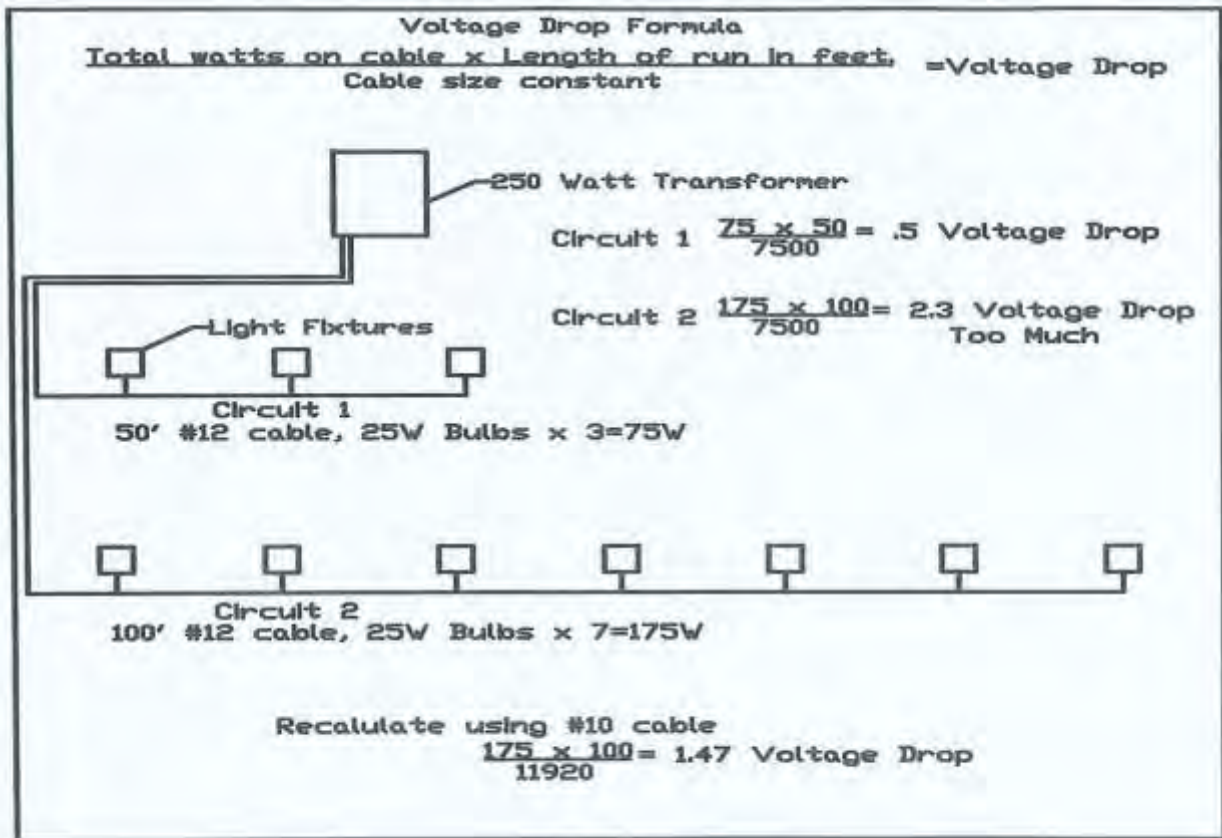 Voltage Drop Formula
Total watts on cable x Length of run in feet, =Voltage Drop
Cable size constant
250 Watt Transformer
Circuit 1 75 x 50 = .5 Voltage Drop
7500
Circuit 2 175 x 100 = 2.3 Voltage Drop
7500 Too Much
Light Fixtures
Circuit 1
50' #12 cable, 25W Bulbs x 3=75W
Circuit 2
100' #12 cable, 25W Bulbs x 7=175W
Recalulate using #10 cable
175 x 100 = 1.47 Voltage Drop
11920